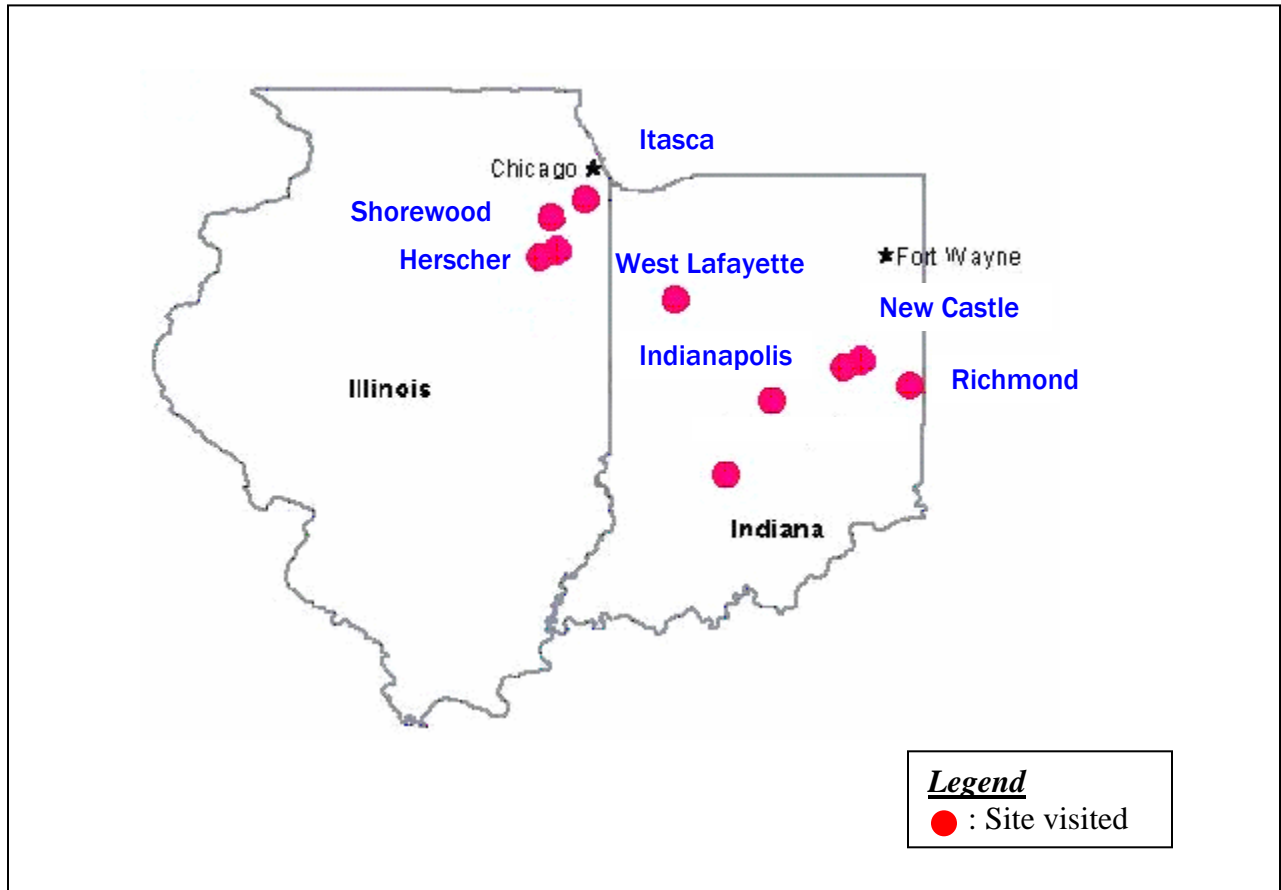 Itasca
Chicago
Shorewood
Herscher
West Lafayette
Fort Wayne
New Castle
Indianapolis
Richmond
Illinois
Indiana
Legend
: Site visited